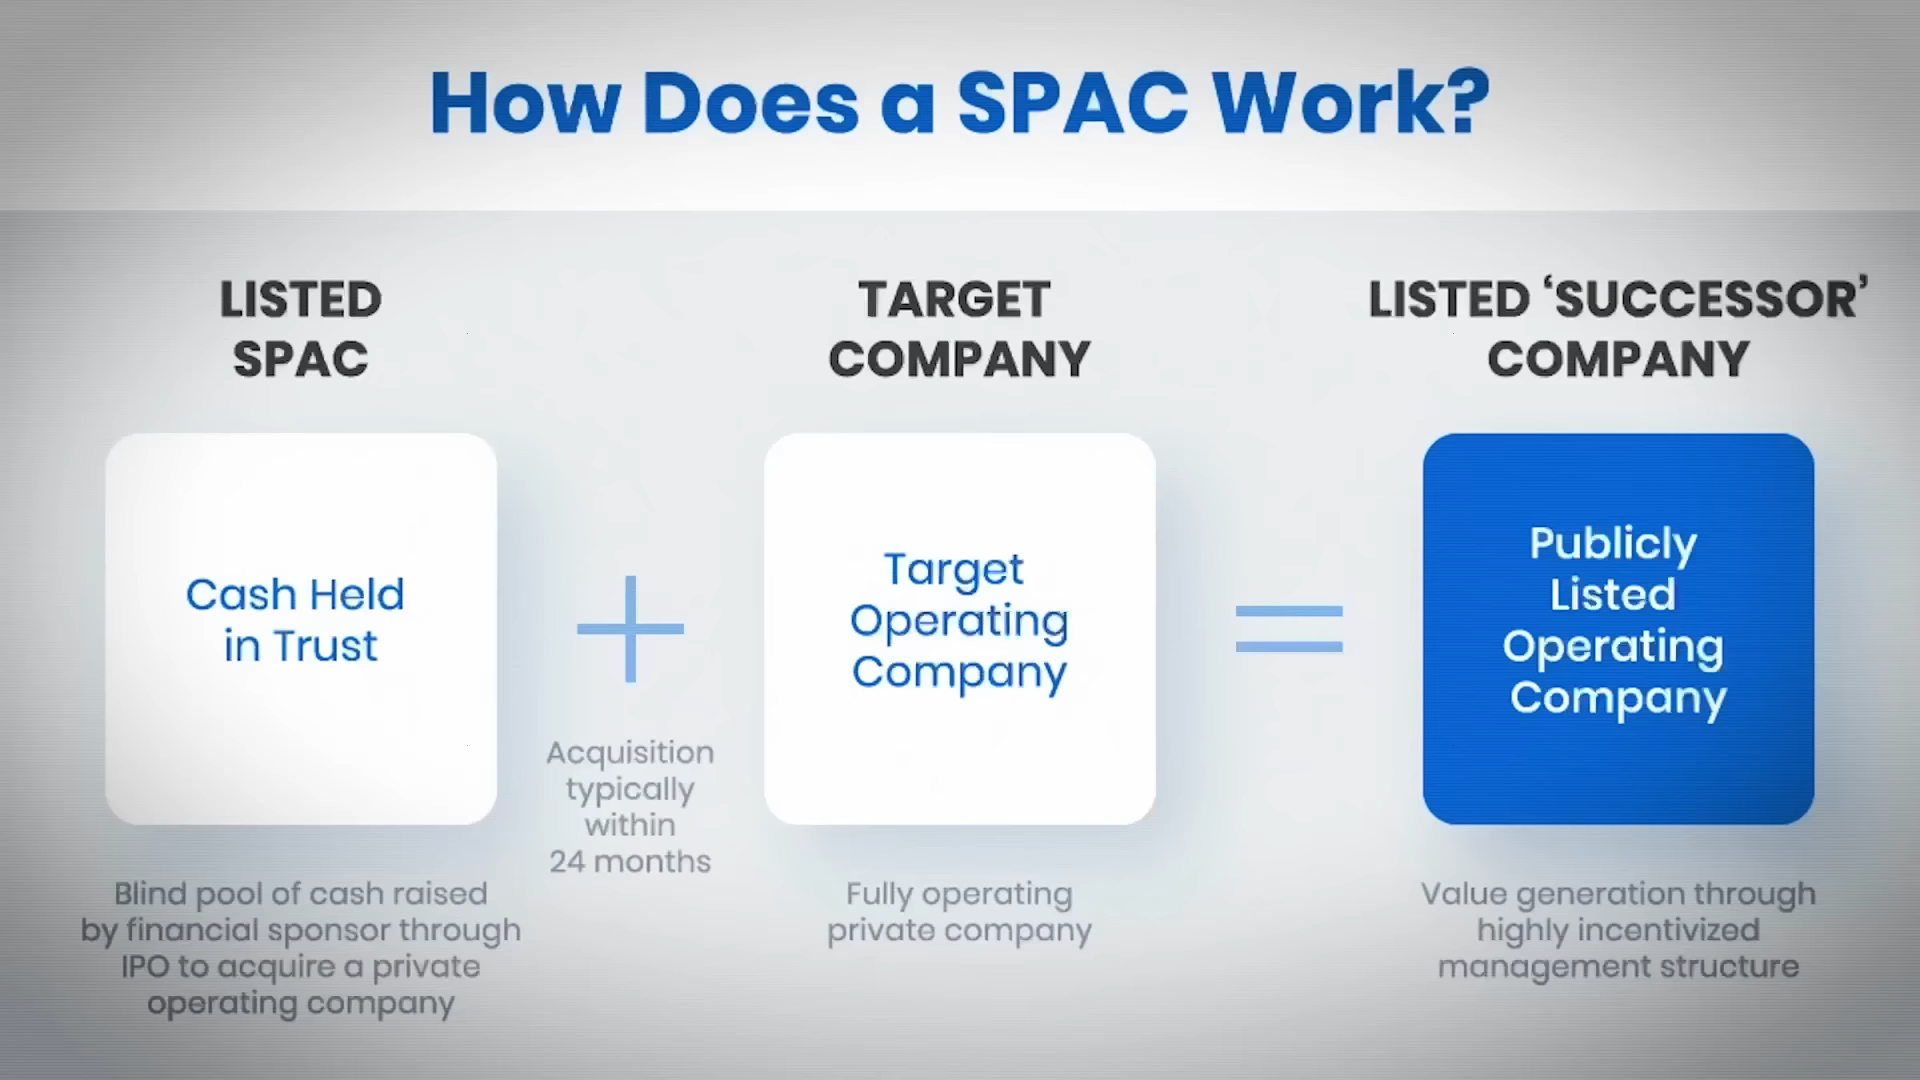 How Does a SPAC Work?
LISTED
SPAC
Cash Held
in Trust
Blind pool of cash raised
by financial sponsor through
IPO to acquire a private
operating company
Acquisition
typically
within
24 months
TARGET
COMPANY
Target
Operating
Company
Fully operating
private company
LISTED ‘SUCCESSOR’
COMPANY
Publicly
Listed
Operating
Company
Value generation through
highly incentivized
management structure